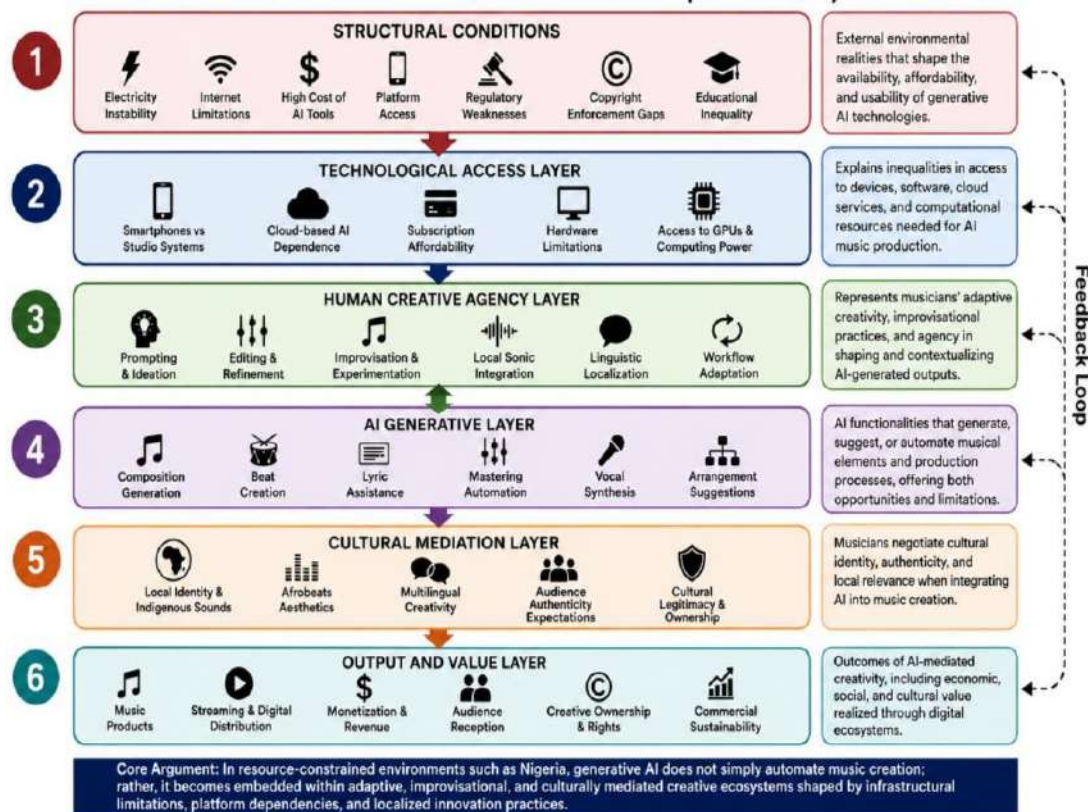 1
STRUCTURAL CONDITIONS
Electricity
Instability
Internet
Limitations
High Cost of
AI Tools
Platform
Access
Regulatory
Weaknesses
Copyright
Enforcement Gaps
Educational
Inequality
External environmental
realities that shape the
availability, affordability,
and usability of generative
AI technologies.
2
TECHNOLOGICAL ACCESS LAYER
Smartphones vs
Studio Systems
Cloud-based AI
Dependence
Subscription
Affordability
Hardware
Limitations
Access to GPUs &
Computing Power
Explains inequalities in access
to devices, software, cloud
services, and computational
resources needed for AI
music production.
3
HUMAN CREATIVE AGENCY LAYER
Prompting
& Ideation
Editing &
Refinement
Improvisation &
Experimentation
Local Sonic
Integration
Linguistic
Localization
Workflow
Adaptation
Represents musicians' adaptive
creativity, improvisational
practices, and agency in
shaping and contextualizing
AI-generated outputs.
4
AI GENERATIVE LAYER
Composition
Generation
Beat
Creation
Lyric
Assistance
Mastering
Automation
Vocal
Synthesis
Arrangement
Suggestions
AI functionalities that generate,
suggest, or automate musical
elements and production
processes, offering both
opportunities and limitations.
5
CULTURAL MEDIATION LAYER
Local Identity &
Indigenous Sounds
Afrobeats
Aesthetics
Multilingual
Creativity
Audience
Authenticity
Expectations
Cultural
Legitimacy &
Ownership
Musicians negotiate cultural
identity, authenticity, and
local relevance when integrating
AI into music creation.
6
OUTPUT AND VALUE LAYER
Music
Products
Streaming & Digital
Distribution
Monetization &
Revenue
Audience
Reception
Creative Ownership
& Rights
Commercial
Sustainability
Outcomes of AI-mediated
creativity, including economic,
social, and cultural value
realized through digital
ecosystems.
Feedback Loop
Core Argument: In resource-constrained environments such as Nigeria, generative AI does not simply automate music creation;
rather, it becomes embedded within adaptive, improvisational, and culturally mediated creative ecosystems shaped by infrastructural
limitations, platform dependencies, and localized innovation practices.